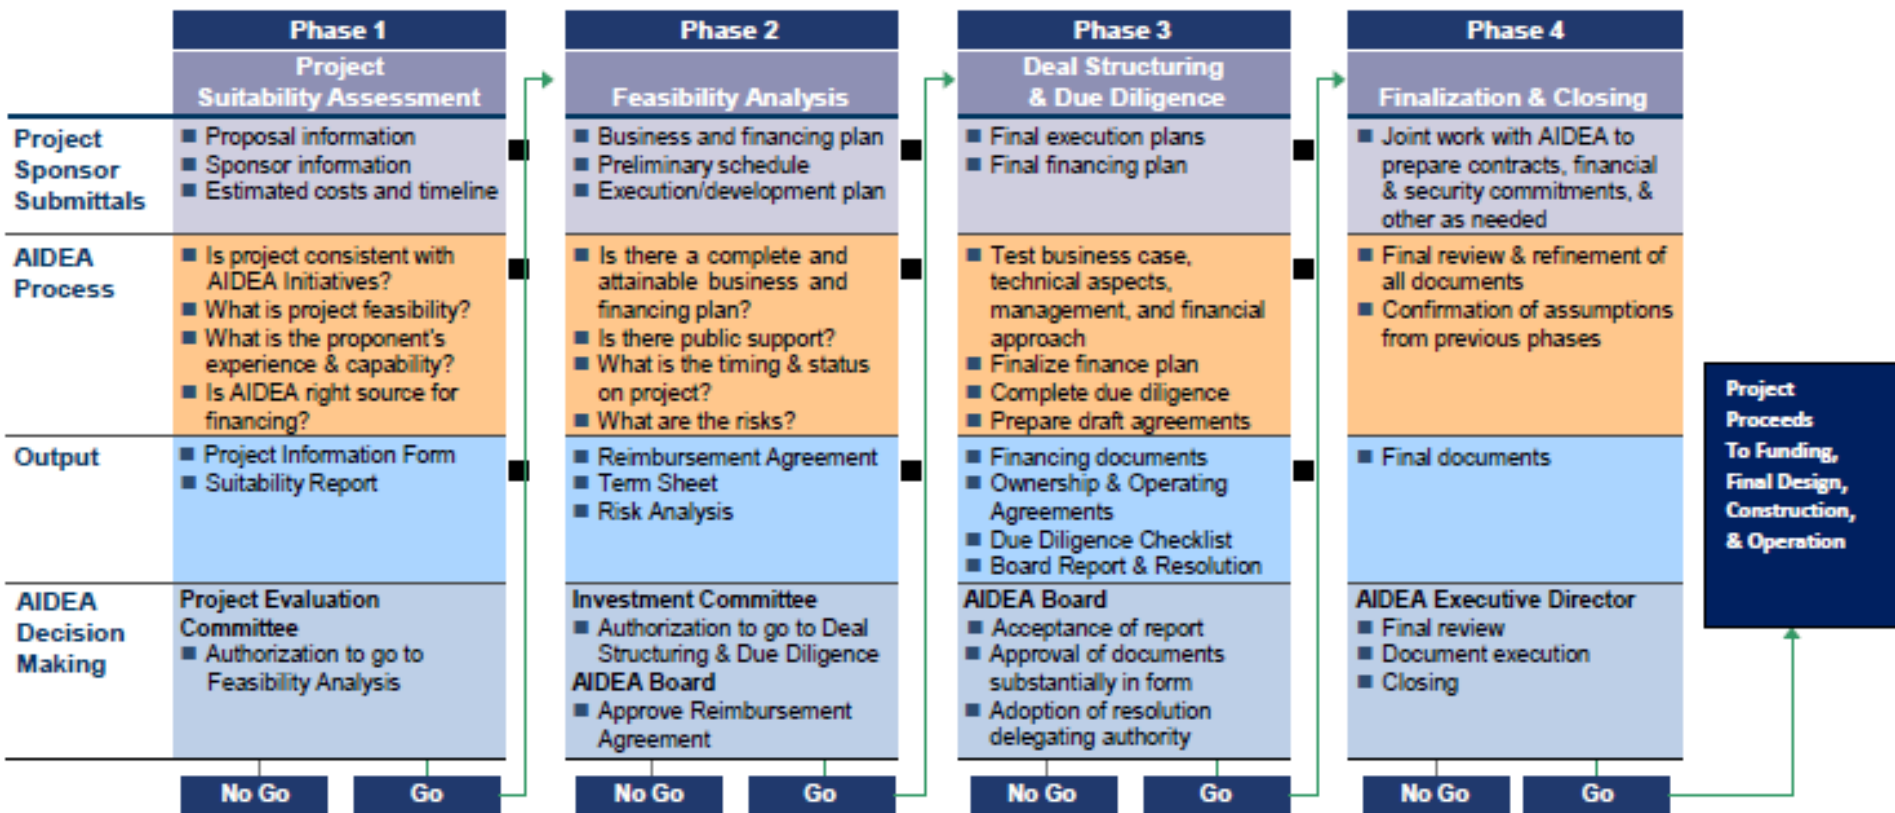 Phase 1
Phase 2
Phase 3
Phase 4
Project
Suitability Assessment
Feasibility Analysis
Deal Structuring
& Due Diligence
Finalization & Closing
Project
Sponsor
Submittals
■ Proposal information
■ Sponsor information
■ Estimated costs and timeline
■ Business and financing plan
■ Preliminary schedule
■ Execution/development plan
■ Final execution plans
■ Final financing plan
■ Joint work with AIDEA to
prepare contracts, financial
& security commitments, &
other as needed
AIDEA
Process
■ Is project consistent with
AIDEA Initiatives?
■ What is project feasibility?
■ What is the proponent's
experience & capability?
■ Is AIDEA right source for
financing?
■ Is there a complete and
attainable business and
financing plan?
■ Is there public support?
■ What is the timing & status
on project?
■ What are the risks?
■ Test business case,
technical aspects,
management, and financial
approach
■ Finalize finance plan
■ Complete due diligence
■ Prepare draft agreements
■ Final review & refinement of
all documents
■ Confirmation of assumptions
from previous phases
Output
■ Project Information Form
■ Suitability Report
■ Reimbursement Agreement
■ Term Sheet
■ Risk Analysis
■ Financing documents
■ Ownership & Operating
Agreements
■ Due Diligence Checklist
■ Board Report & Resolution
■ Final documents
AIDEA
Decision
Making
Project Evaluation
Committee
■ Authorization to go to
Feasibility Analysis
Investment Committee
■ Authorization to go to Deal
Structuring & Due Diligence
AIDEA Board
■ Approve Reimbursement
Agreement
AIDEA Board
■ Acceptance of report
■ Approval of documents
substantially in form
■ Adoption of resolution
delegating authority
AIDEA Executive Director
■ Final review
■ Document execution
■ Closing
No Go
Go
No Go
Go
No Go
Go
No Go
Go
Project
Proceeds
To Funding,
Final Design,
Construction,
& Operation